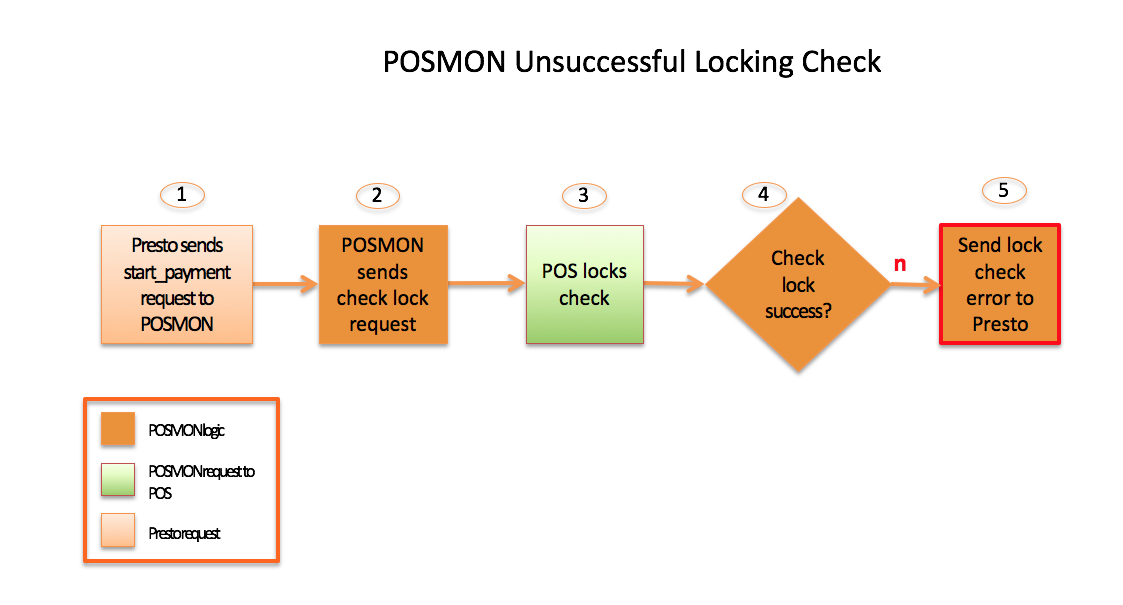 POSMON Unsuccessful Locking Check
1
2
3
4
5
Presto sends
start_payment
request to
POSMON
POSMON
sends
check lock
request
POS locks
check
Check
lock
success?
n
Send lock
check
error to
Presto
POSMON logic
POSMON request to
POS
Presto request